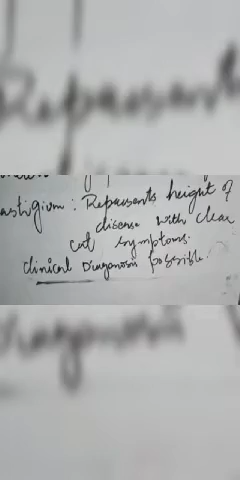 astigium : Represents height of
disease with clear
cut symptoms.
clinical Diagnosis possible.